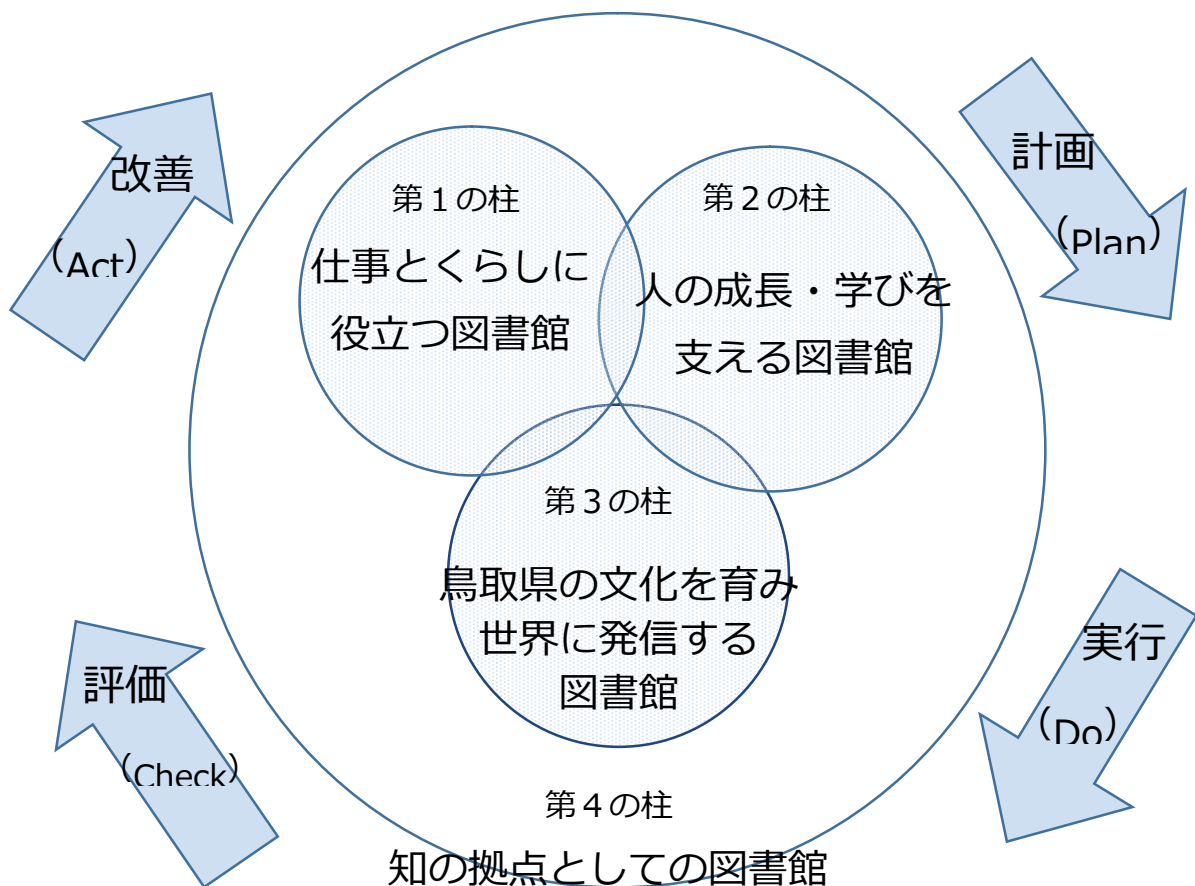 改善
（Act）
計画
（Plan）
第１の柱
仕事とくらしに
役立つ図書館
第２の柱
人の成長・学びを
支える図書館
第３の柱
鳥取県の文化を育み
世界に発信する
図書館
評価
（Check）
実行
（Do）
第４の柱
知の拠点としての図書館